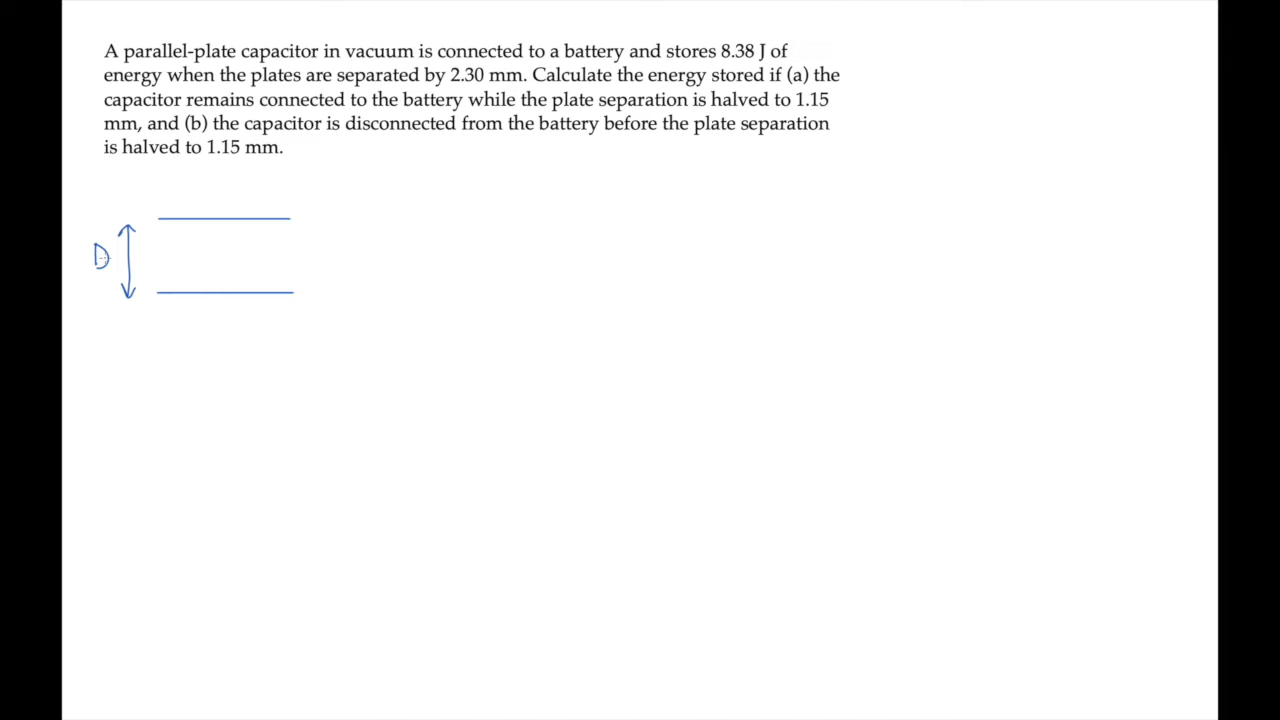 A parallel-plate capacitor in vacuum is connected to a battery and stores 8.38 J of
energy when the plates are separated by 2.30 mm. Calculate the energy stored if (a) the
capacitor remains connected to the battery while the plate separation is halved to 1.15
mm, and (b) the capacitor is disconnected from the battery before the plate separation
is halved to 1.15 mm.
D